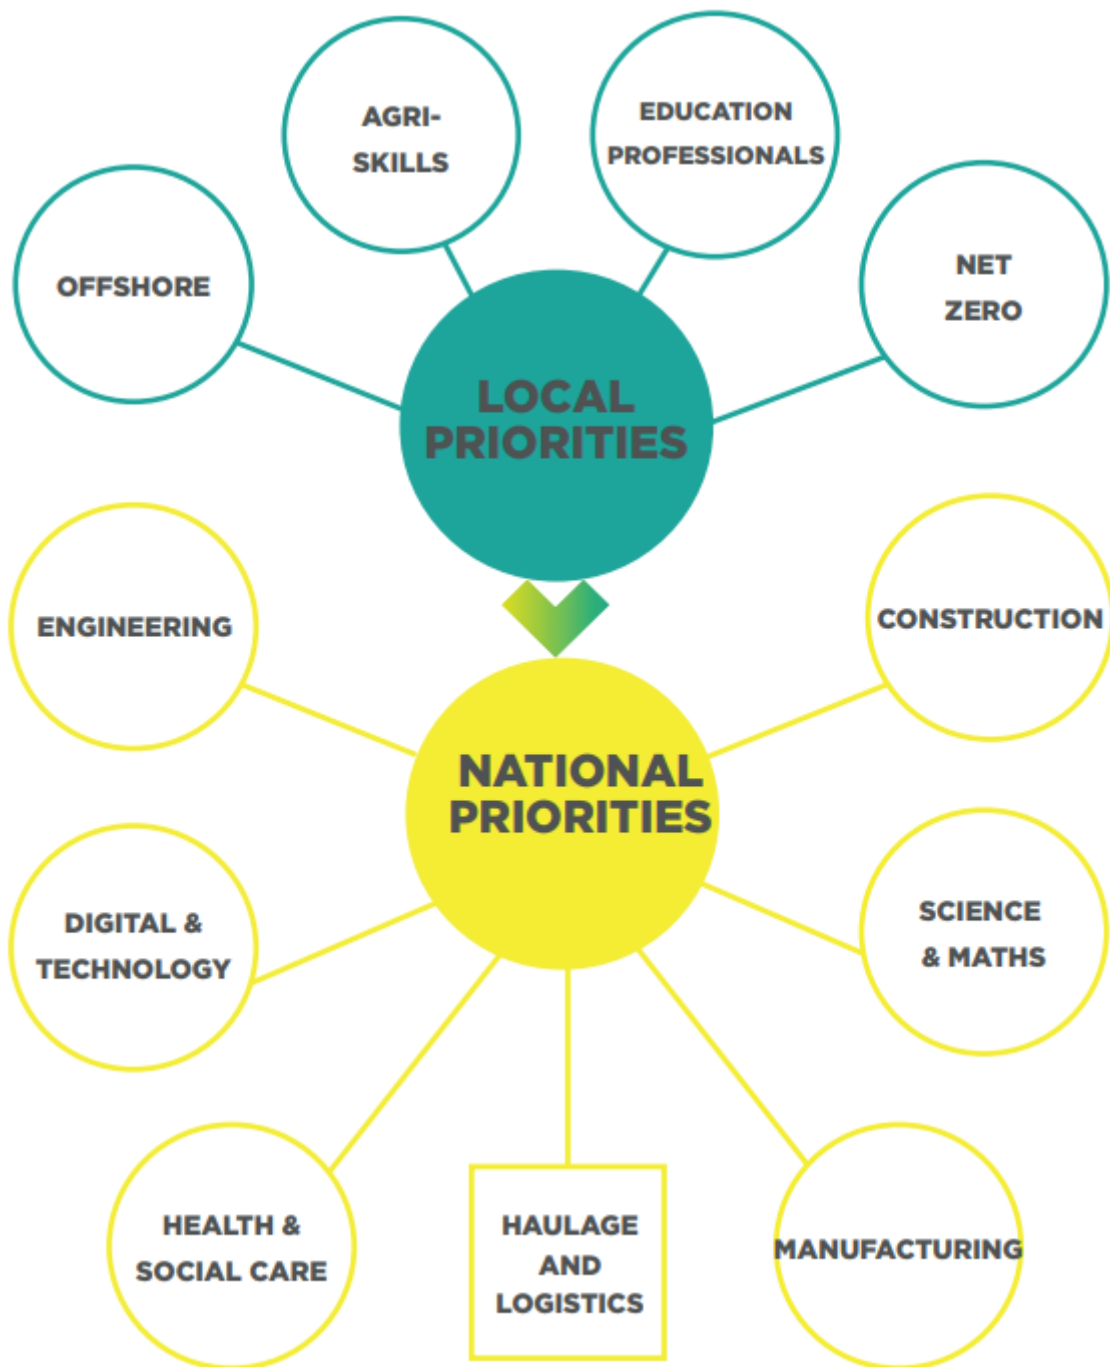 AGRI-
SKILLS
EDUCATION
PROFESSIONALS
OFFSHORE
NET
ZERO
LOCAL
PRIORITIES
ENGINEERING
CONSTRUCTION
NATIONAL
PRIORITIES
DIGITAL &
TECHNOLOGY
SCIENCE
& MATHS
HEALTH &
SOCIAL CARE
HAULAGE
AND
LOGISTICS
MANUFACTURING